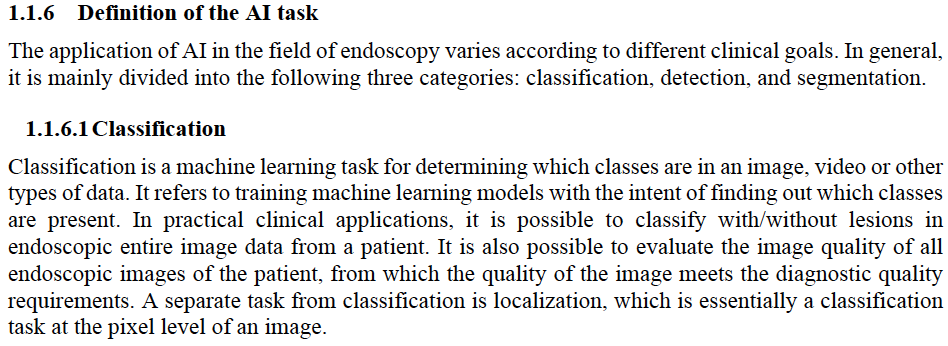 1.1.6 Definition of the AI task
The application of AI in the field of endoscopy varies according to different clinical goals. In general,
it is mainly divided into the following three categories: classification, detection, and segmentation.
1.1.6.1 Classification
Classification is a machine learning task for determining which classes are in an image, video or other
types of data. It refers to training machine learning models with the intent of finding out which classes
are present. In practical clinical applications, it is possible to classify with/without lesions in
endoscopic entire image data from a patient. It is also possible to evaluate the image quality of all
endoscopic images of the patient, from which the quality of the image meets the diagnostic quality
requirements. A separate task from classification is localization, which is essentially a classification
task at the pixel level of an image.